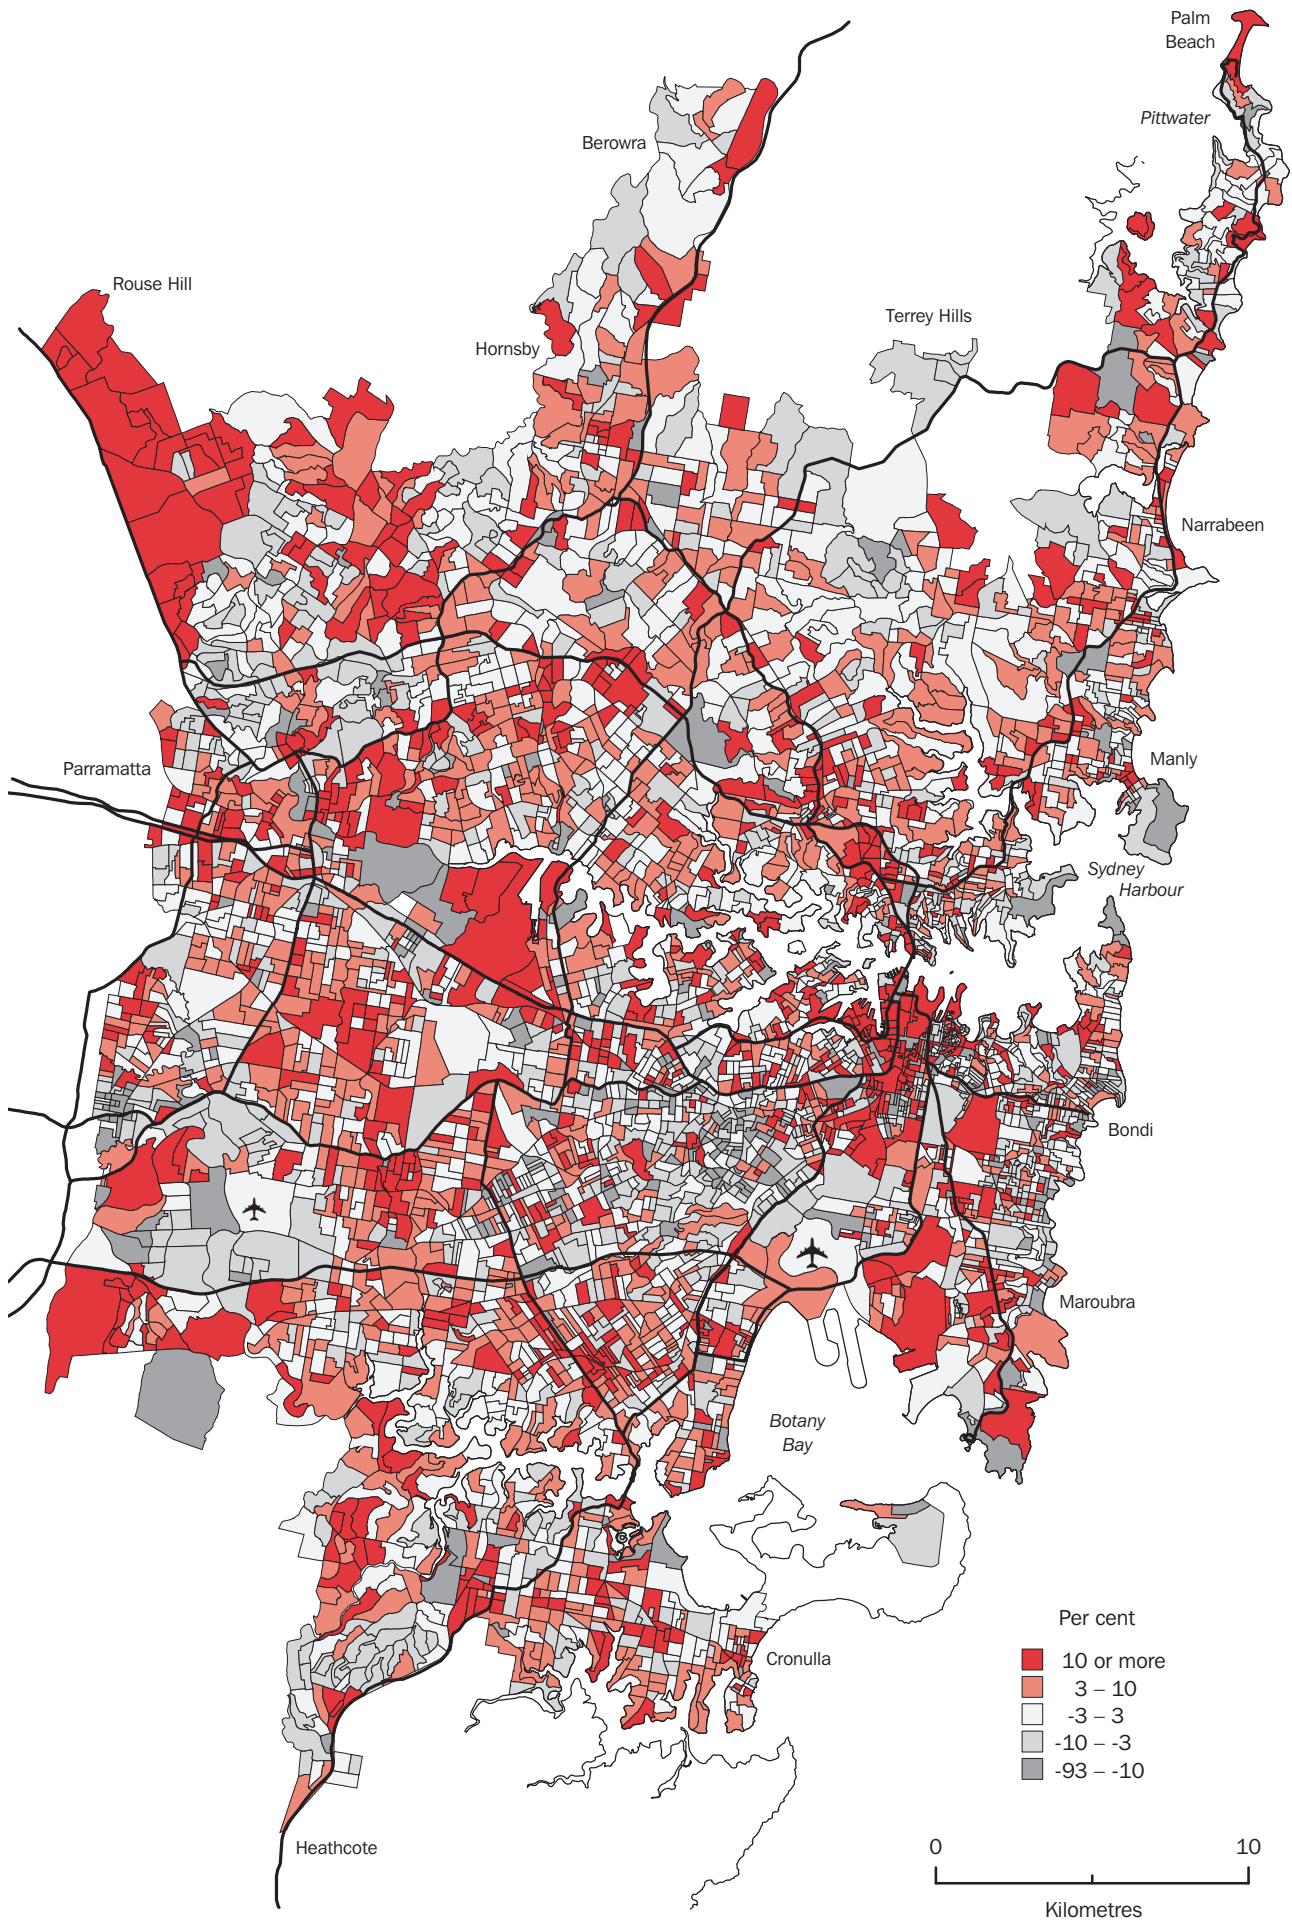 Palm
Beach
Pittwater
Berowra
Rouse Hill
Terrey Hills
Hornsby
Narrabeen
Manly
Parramatta
Sydney
Harbour
Bondi
Maroubra
Botany
Bay
Per cent
10 or more
3 – 10
-3 – 3
-10 – -3
-93 – -10
Cronulla
Heathcote
0 10
Kilometres